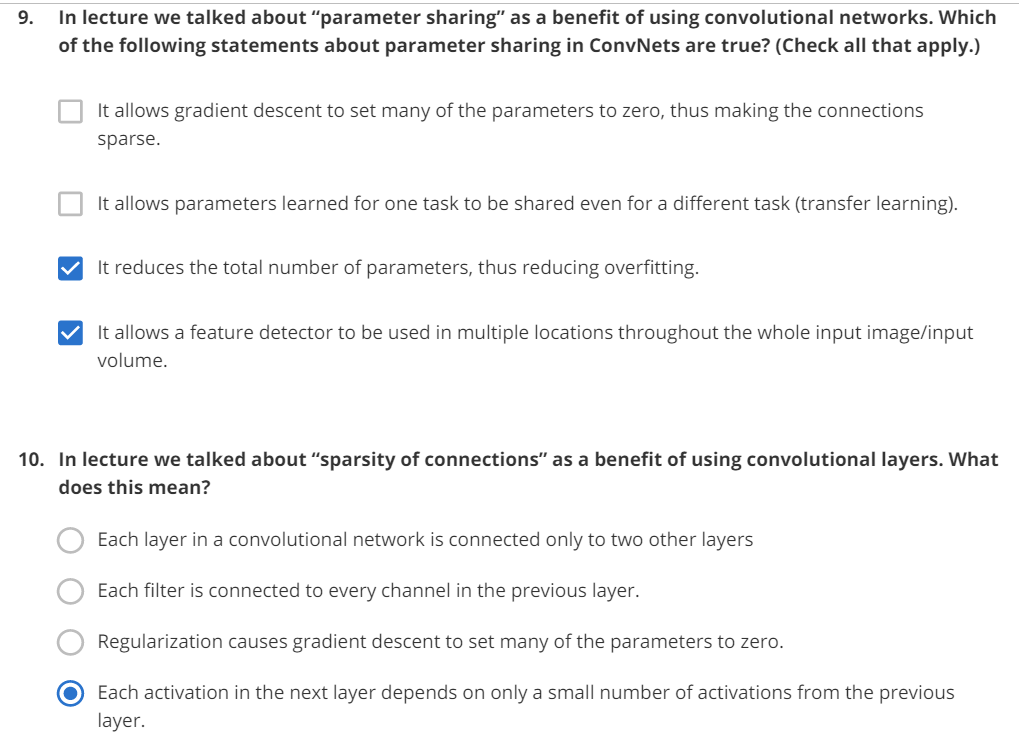 9. In lecture we talked about “parameter sharing” as a benefit of using convolutional networks. Which
of the following statements about parameter sharing in ConvNets are true? (Check all that apply.)
It allows gradient descent to set many of the parameters to zero, thus making the connections
sparse.
It allows parameters learned for one task to be shared even for a different task (transfer learning).
It reduces the total number of parameters, thus reducing overfitting.
It allows a feature detector to be used in multiple locations throughout the whole input image/input
volume.
10. In lecture we talked about “sparsity of connections” as a benefit of using convolutional layers. What
does this mean?
Each layer in a convolutional network is connected only to two other layers
Each filter is connected to every channel in the previous layer.
Regularization causes gradient descent to set many of the parameters to zero.
Each activation in the next layer depends on only a small number of activations from the previous
layer.